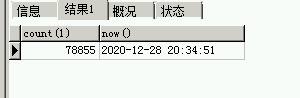 信息 结果1 概况 状态
count(1) now()
78855 2020-12-28 20:34:51